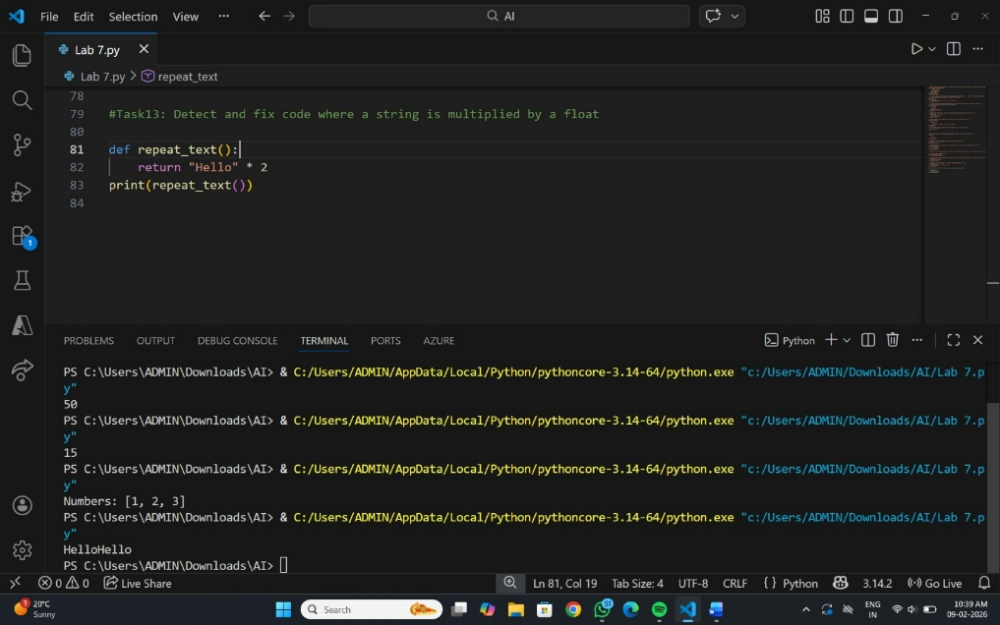 File Edit Selection View ··· AI
Lab 7.py
Lab 7.py > repeat_text
78
79 #Task13: Detect and fix code where a string is multiplied by a float
80
81 def repeat_text():
82 return "Hello" * 2
83 print(repeat_text())
84
1
PROBLEMS OUTPUT DEBUG CONSOLE TERMINAL PORTS AZURE Python
PS C:\Users\ADMIN\Downloads\AI> & C:/Users/ADMIN/AppData/Local/Python/pythoncore-3.14-64/python.exe "c:/Users/ADMIN/Downloads/AI/Lab 7.p
y"
50
PS C:\Users\ADMIN\Downloads\AI> & C:/Users/ADMIN/AppData/Local/Python/pythoncore-3.14-64/python.exe "c:/Users/ADMIN/Downloads/AI/Lab 7.p
y"
15
PS C:\Users\ADMIN\Downloads\AI> & C:/Users/ADMIN/AppData/Local/Python/pythoncore-3.14-64/python.exe "c:/Users/ADMIN/Downloads/AI/Lab 7.p
y"
Numbers: [1, 2, 3]
PS C:\Users\ADMIN\Downloads\AI> & C:/Users/ADMIN/AppData/Local/Python/pythoncore-3.14-64/python.exe "c:/Users/ADMIN/Downloads/AI/Lab 7.p
y"
HelloHello
PS C:\Users\ADMIN\Downloads\AI>
0 0 Live Share Ln 81, Col 19 Tab Size: 4 UTF-8 CRLF {} Python 3.14.2 Go Live
3 20°C Search 51 ENG 10:39 AM
Sunny IN 09-02-2026